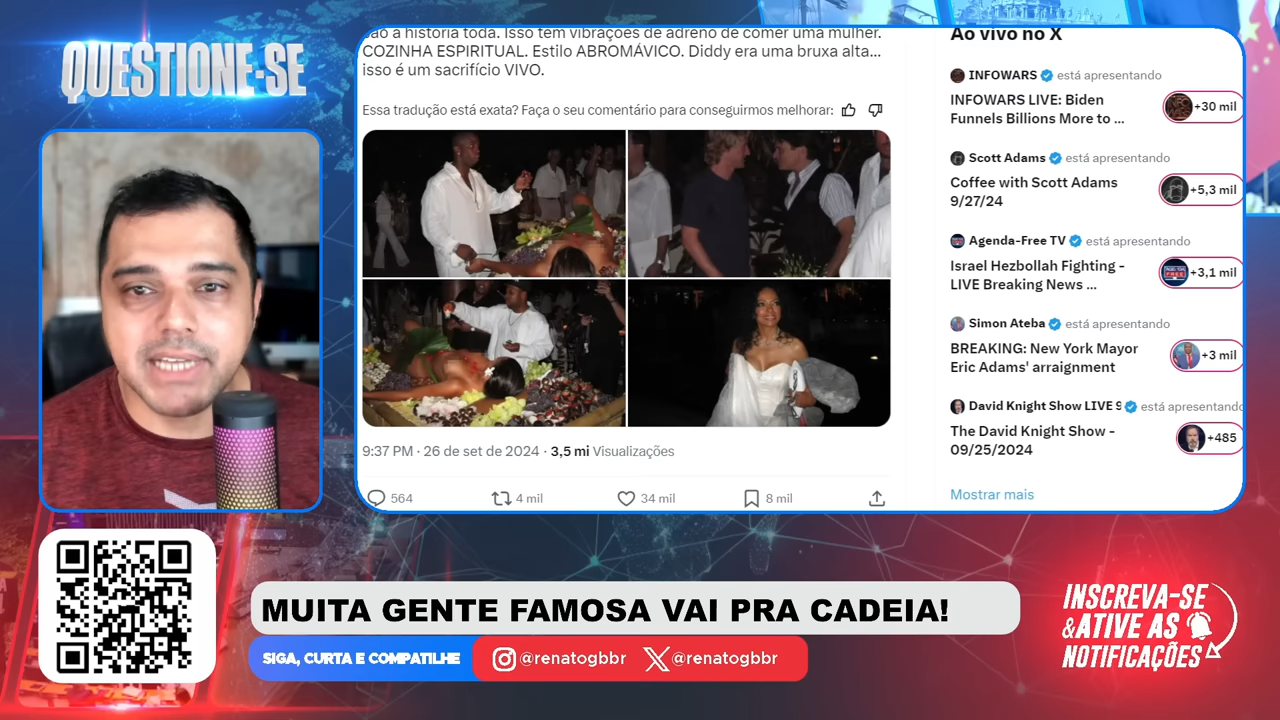 QUESTIONE-SE
são a história toda. Isso tem vibrações de adreno de comer uma mulher.
COZINHA ESPIRITUAL. Estilo ABROMÁVICO. Diddy era uma bruxa alta...
isso é um sacrifício VIVO.
Essa tradução está exata? Faça o seu comentário para conseguirmos melhorar:
9:37 PM · 26 de set de 2024 · 3,5 mi Visualizações
564
4 mil
34 mil
8 mil
Ao vivo no X
INFOWARS está apresentando
INFOWARS LIVE: Biden
Funnels Billions More to ...
+30 mil
Scott Adams está apresentando
Coffee with Scott Adams
9/27/24
+5,3 mil
Agenda-Free TV está apresentando
Israel Hezbollah Fighting -
LIVE Breaking News ...
+3,1 mil
Simon Ateba está apresentando
BREAKING: New York Mayor
Eric Adams' arraignment
+3 mil
David Knight Show LIVE 9 está apresentando
The David Knight Show -
09/25/2024
+485
Mostrar mais
MUITA GENTE FAMOSA VAI PRA CADEIA!
SIGA, CURTA E COMPATILHE
@renatogbbr
@renatogbbr
INSCREVA-SE
&ATIVE AS
NOTIFICAÇÕES